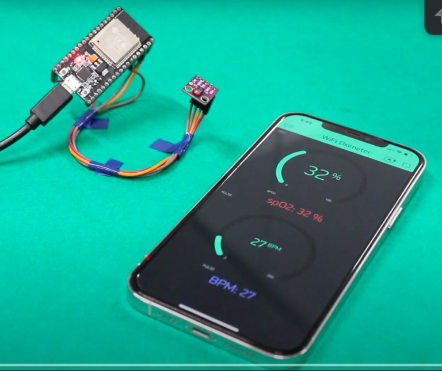 WiFi Oximeter
32 %
spO2: 32 %
27 BPM
BPM: 27